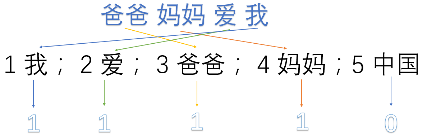 爸爸 妈妈 爱 我
1 我；2 爱；3 爸爸；4 妈妈；5 中国
1 1 1 1 0